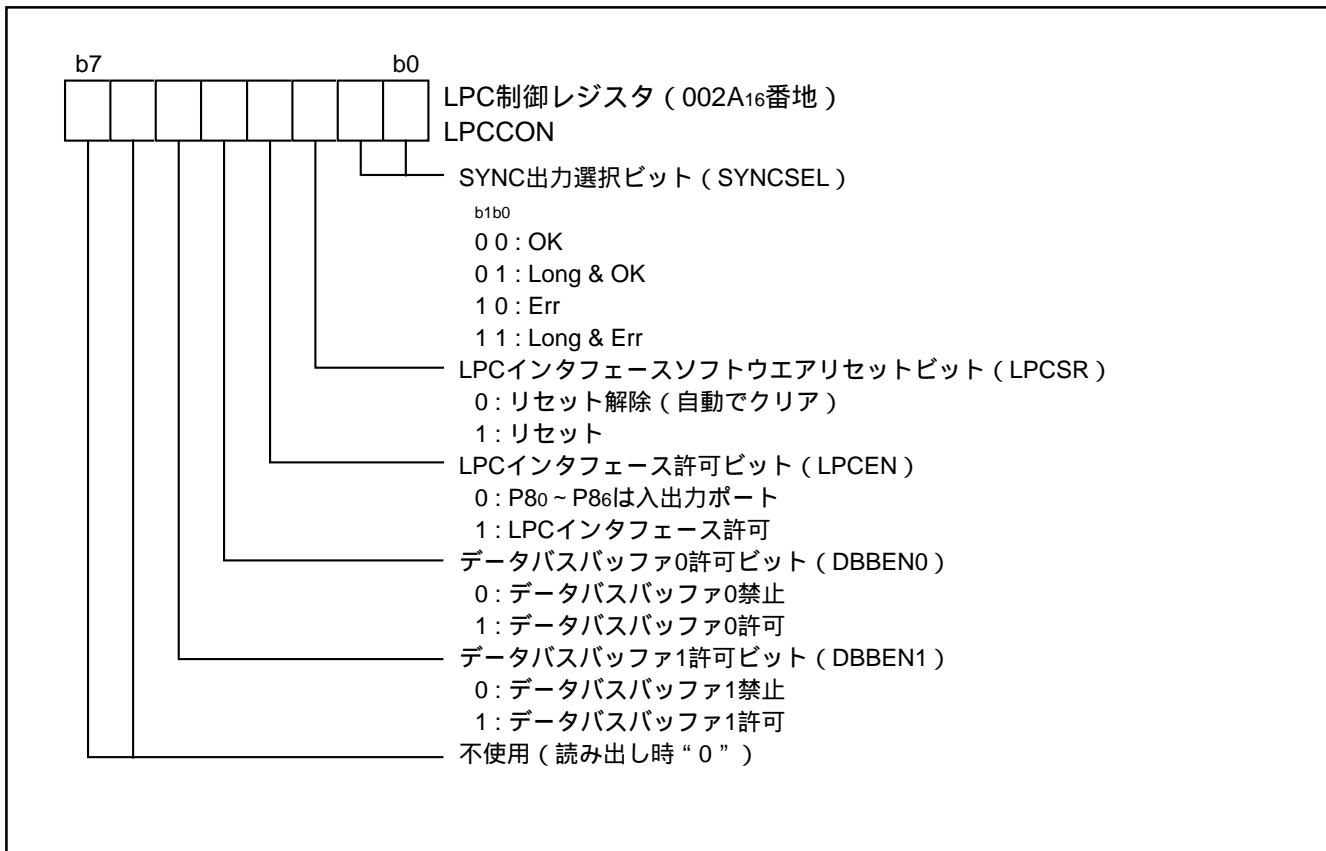 b7 b0
LPC制御レジスタ（002A16番地）
LPCCON
SYNC出力選択ビット（SYNCSEL）
b1b0
0 0 : OK
0 1 : Long & OK
1 0 : Err
1 1 : Long & Err
LPCインタフェースソフトウエアリセットビット（LPCSR）
0 : リセット解除（自動でクリア）
1 : リセット
LPCインタフェース許可ビット（LPCEN）
0 : P80 ~ P86は入出力ポート
1 : LPCインタフェース許可
データバスバッファ0許可ビット（DBBEN0）
0 : データバスバッファ0禁止
1 : データバスバッファ0許可
データバスバッファ1許可ビット（DBBEN1）
0 : データバスバッファ1禁止
1 : データバスバッファ1許可
不使用（読み出し時“0”）